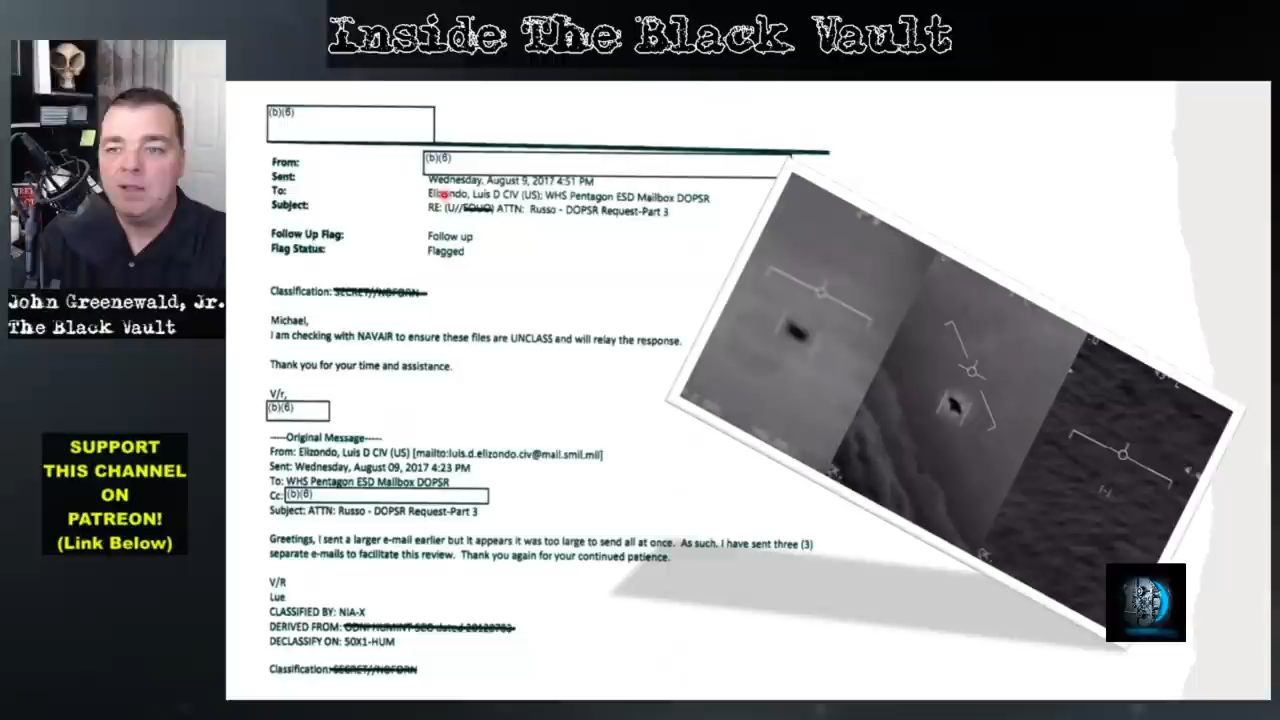 Inside The Black Vault
(b)(6)
From: (b)(6)
Sent: Wednesday, August 9, 2017 4:51 PM
To: Elizondo, Luis D CIV (US); WHS Pentagon ESD Mailbox DOPSR
Subject: RE: (U//FOUO) ATTN: Russo - DOPSR Request-Part 3
Follow Up Flag: Follow up
Flag Status: Flagged
Classification: SECRET//NOFORN
Michael,
I am checking with NAVAIR to ensure these files are UNCLASS and will relay the response.
Thank you for your time and assistance.
V/r,
(b)(6)
-----Original Message-----
From: Elizondo, Luis D CIV (US) [mailto:luis.d.elizondo.civ@mail.smil.mil]
Sent: Wednesday, August 09, 2017 4:23 PM
To: WHS Pentagon ESD Mailbox DOPSR
Cc: (b)(6)
Subject: ATTN: Russo - DOPSR Request-Part 3
Greetings, I sent a larger e-mail earlier but it appears it was too large to send all at once. As such, I have sent three (3)
separate e-mails to facilitate this review. Thank you again for your continued patience.
V/R
Lue
CLASSIFIED BY: NIA-X
DERIVED FROM:
DECLASSIFY ON: 50X1-HUM
Classification: SECRET//NOFORN
John Greenewald, Jr.
The Black Vault
SUPPORT
THIS CHANNEL
ON
PATREON!
(Link Below)